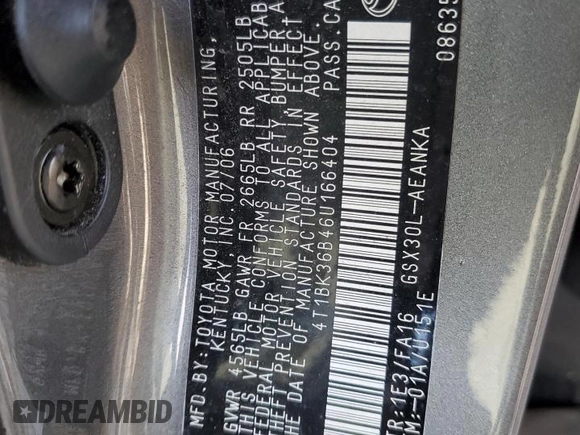 MFD BY: TOYOTA MOTOR MANUFACTURING,
KENTUCKY, INC. 07/06
GVWR 4565LB GAWR FR 2665LB RR 2505LB
THIS VEHICLE CONFORMS TO ALL APPLICAB
FEDERAL MOTOR VEHICLE SAFETY BUMPER A
THEFT PREVENTION STANDARDS IN EFFECT
THE DATE OF MANUFACTURE SHOWN ABOVE.
4T1BK36B46U166404 PASS CA
0863
TR: 1E3/FA16 GSX30L-AEANKA
M: -01A/U151E
DREAMBID